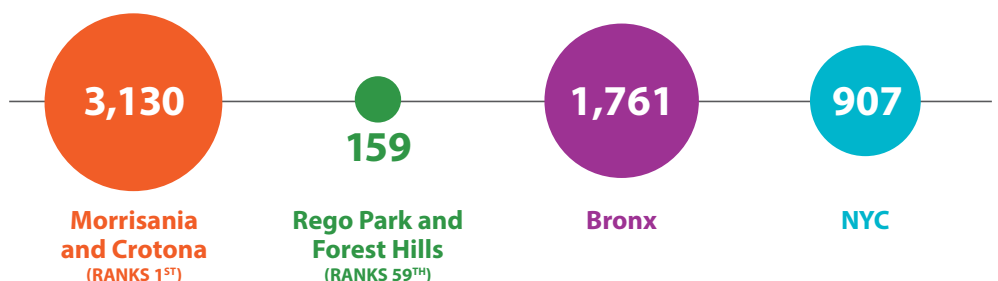 3,130
159
1,761
907
Morrisania
and Crotona
(RANKS 1ST)
Rego Park and
Forest Hills
(RANKS 59TH)
Bronx
NYC